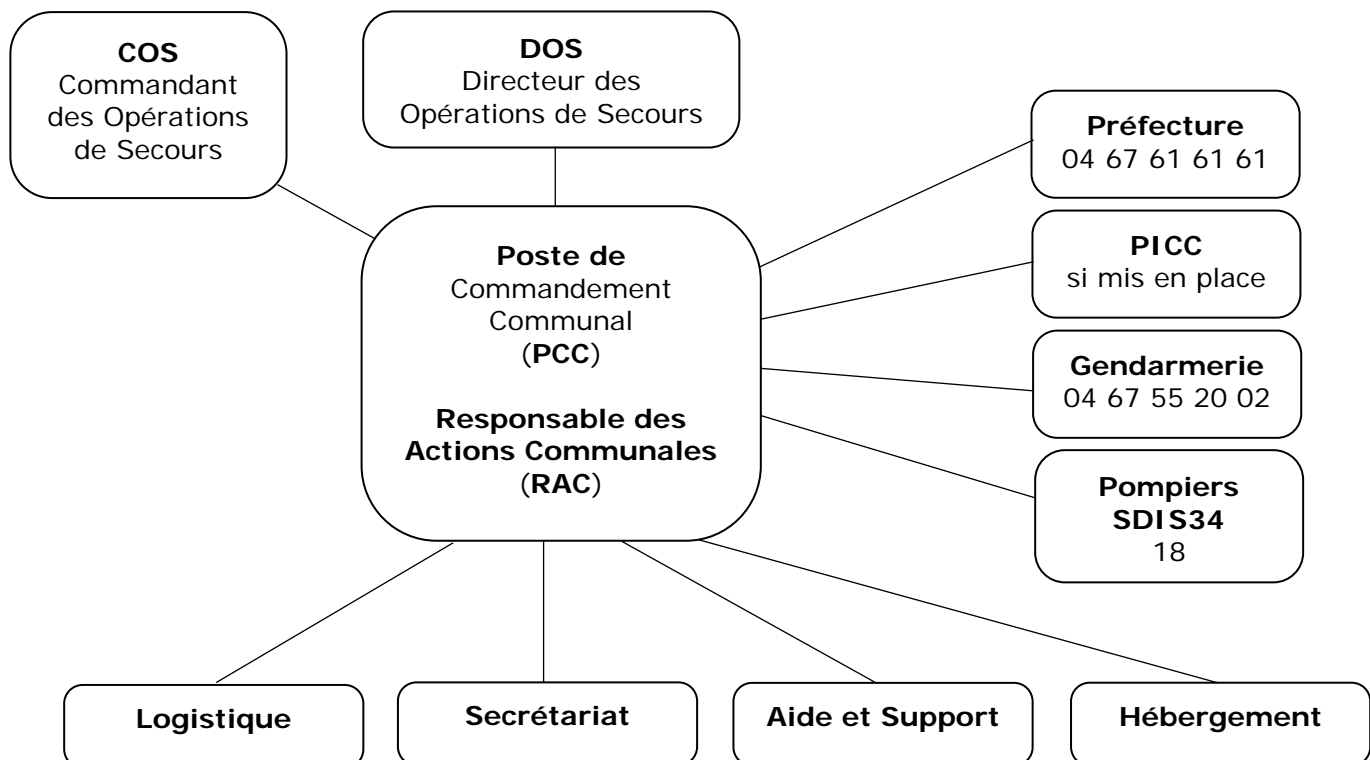 COS
Commandant
des Opérations
de Secours
DOS
Directeur des
Opérations de Secours
Préfecture
04 67 61 61 61
PICC
si mis en place
Gendarmerie
04 67 55 20 02
Pompiers
SDIS34
18
Poste de
Commandement
Communal
(PCC)
Responsable des
Actions Communales
(RAC)
Logistique
Secrétariat
Aide et Support
Hébergement